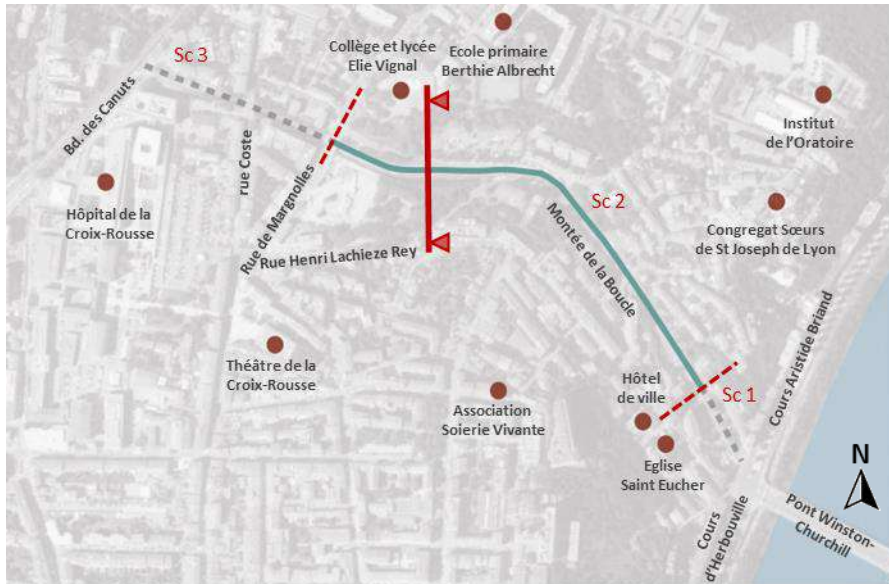 Sc 3
Collège et lycée
Elie Vignal
Ecole primaire
Berthie Albrecht
Bd. des Canuts
Institut
de l'Oratoire
rue Coste
Hôpital de la
Croix-Rousse
Rue de Margnolles
Sc 2
Congregat Sœurs
de St Joseph de Lyon
Rue Henri Lachieze Rey
Montée de la Boucle
Cours Aristide Briand
Théâtre de la
Croix-Rousse
Hôtel
de ville
Sc 1
Association
Soierie Vivante
Eglise
Saint Eucher
N
Cours
d'Herbouville
Pont Winston-
Churchill